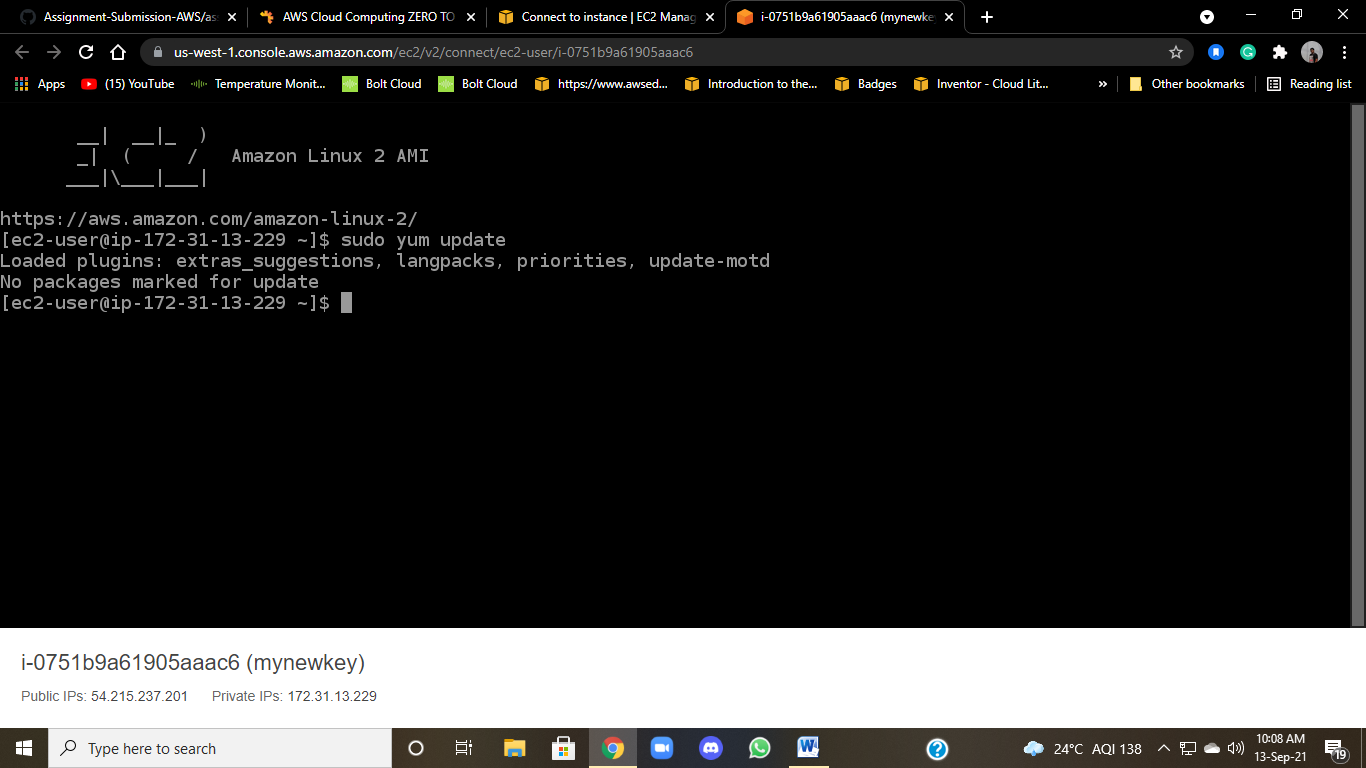 Assignment-Submission-AWS/as
AWS Cloud Computing ZERO TO
Connect to instance | EC2 Manag
i-0751b9a61905aaac6 (mynewke
us-west-1.console.aws.amazon.com/ec2/v2/connect/ec2-user/i-0751b9a61905aaac6
Apps
(15) YouTube
Temperature Monit...
Bolt Cloud
Bolt Cloud
https://www.awsed...
Introduction to the...
Badges
Inventor - Cloud Lit...
»
Other bookmarks
Reading list
__|  __|_  )
_|  (     /   Amazon Linux 2 AMI
___|\___|___|
https://aws.amazon.com/amazon-linux-2/
[ec2-user@ip-172-31-13-229 ~]$ sudo yum update
Loaded plugins: extras_suggestions, langpacks, priorities, update-motd
No packages marked for update
[ec2-user@ip-172-31-13-229 ~]$
i-0751b9a61905aaac6 (mynewkey)
Public IPs: 54.215.237.201 Private IPs: 172.31.13.229
Type here to search
24°C AQI 138
10:08 AM
13-Sep-21
19